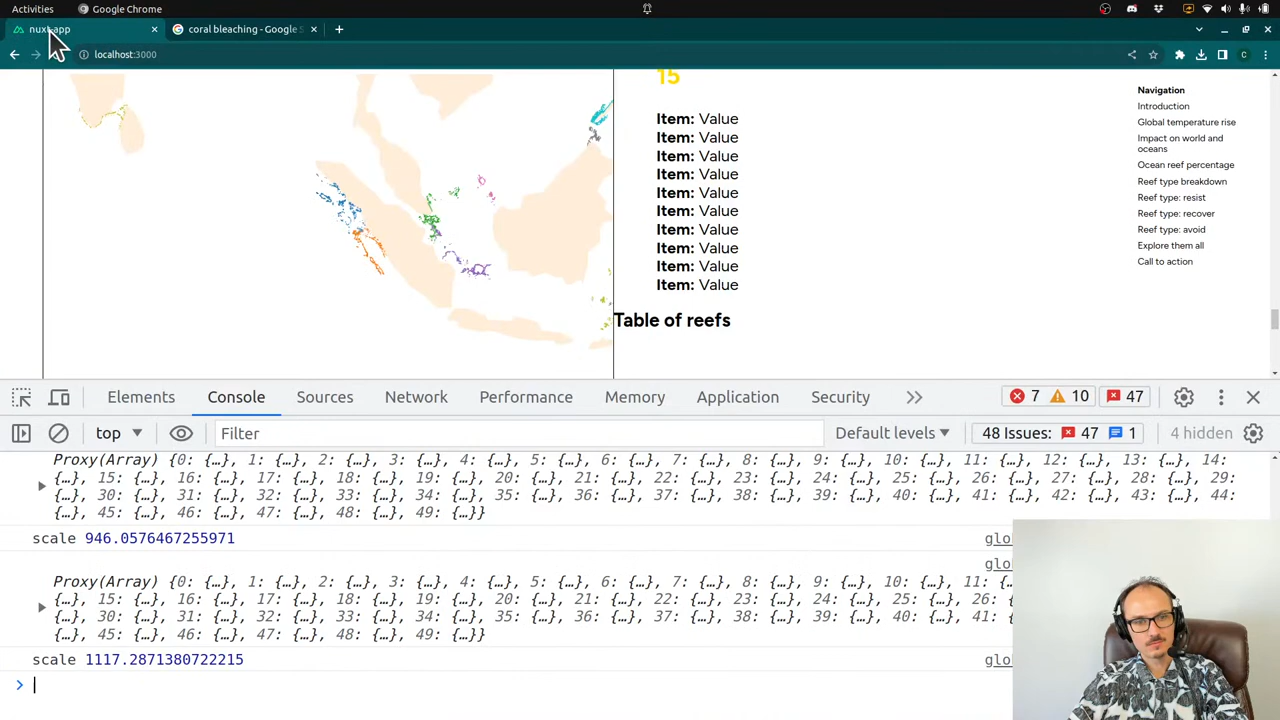 Activities Google Chrome
nuxt-app coral bleaching - Google S
localhost:3000
15
Item: Value
Item: Value
Item: Value
Item: Value
Item: Value
Item: Value
Item: Value
Item: Value
Item: Value
Item: Value
Table of reefs
Navigation
Introduction
Global temperature rise
Impact on world and
oceans
Ocean reef percentage
Reef type breakdown
Reef type: resist
Reef type: recover
Reef type: avoid
Explore them all
Call to action
Elements Console Sources Network Performance Memory Application Security 7 10 47
top Filter Default levels 48 Issues: 47 1 4 hidden
Proxy(Array) {0: {…}, 1: {…}, 2: {…}, 3: {…}, 4: {…}, 5: {…}, 6: {…}, 7: {…}, 8: {…}, 9: {…}, 10: {…}, 11: {…}, 12: {…}, 13: {…}, 14:
{…}, 15: {…}, 16: {…}, 17: {…}, 18: {…}, 19: {…}, 20: {…}, 21: {…}, 22: {…}, 23: {…}, 24: {…}, 25: {…}, 26: {…}, 27: {…}, 28: {…}, 29:
{…}, 30: {…}, 31: {…}, 32: {…}, 33: {…}, 34: {…}, 35: {…}, 36: {…}, 37: {…}, 38: {…}, 39: {…}, 40: {…}, 41: {…}, 42: {…}, 43: {…}, 44:
{…}, 45: {…}, 46: {…}, 47: {…}, 48: {…}, 49: {…}}
scale 946.0576467255971 glo
glo
Proxy(Array) {0: {…}, 1: {…}, 2: {…}, 3: {…}, 4: {…}, 5: {…}, 6: {…}, 7: {…}, 8: {…}, 9: {…}, 10: {…}, 11: {…
{…}, 15: {…}, 16: {…}, 17: {…}, 18: {…}, 19: {…}, 20: {…}, 21: {…}, 22: {…}, 23: {…}, 24: {…}, 25: {…}, 26:
{…}, 30: {…}, 31: {…}, 32: {…}, 33: {…}, 34: {…}, 35: {…}, 36: {…}, 37: {…}, 38: {…}, 39: {…}, 40: {…}, 41:
{…}, 45: {…}, 46: {…}, 47: {…}, 48: {…}, 49: {…}}
scale 1117.2871380722215 glo